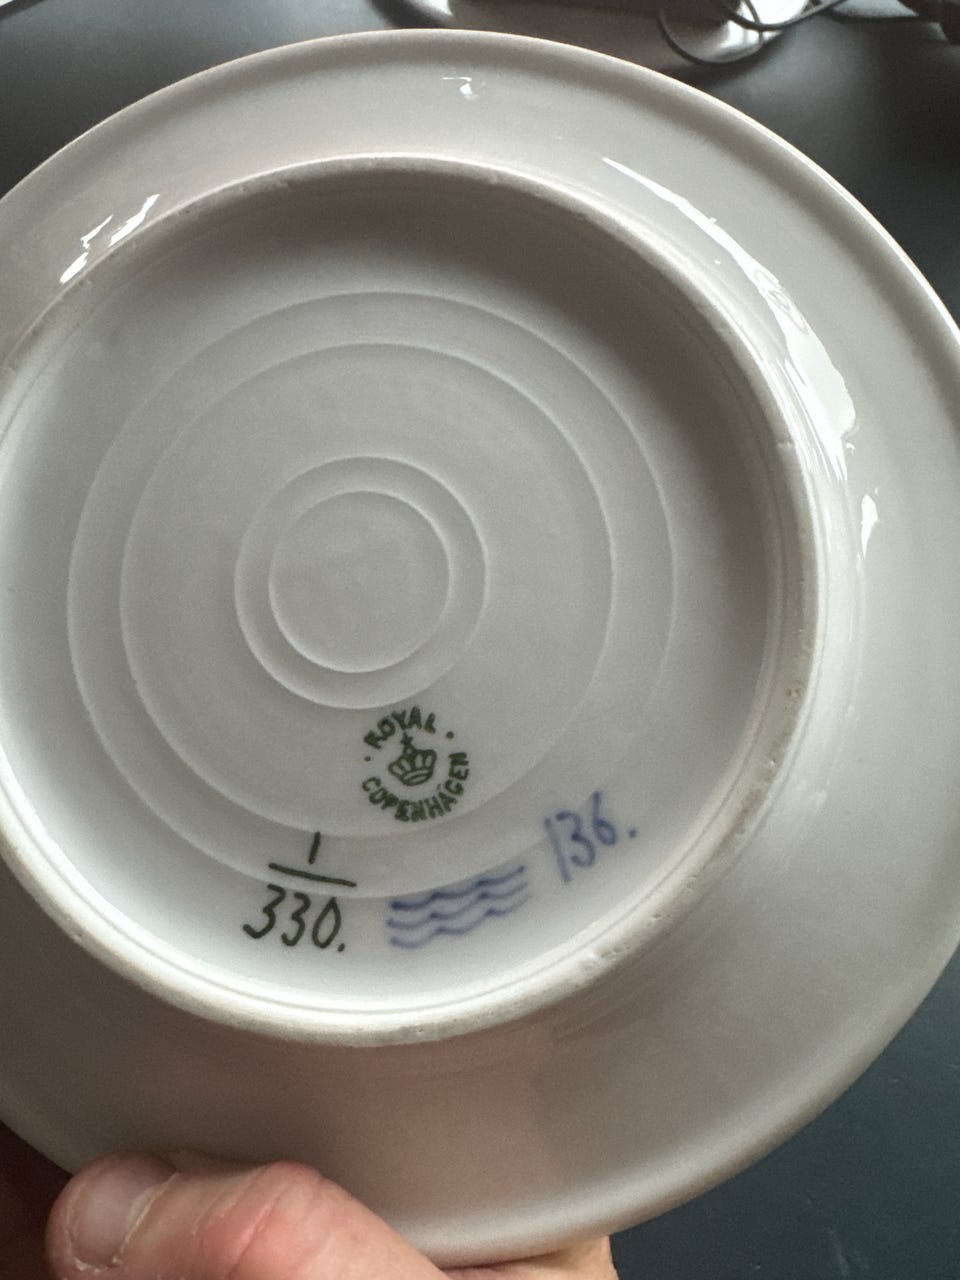 ROYAL
COPENHAGEN
1
330.
136.